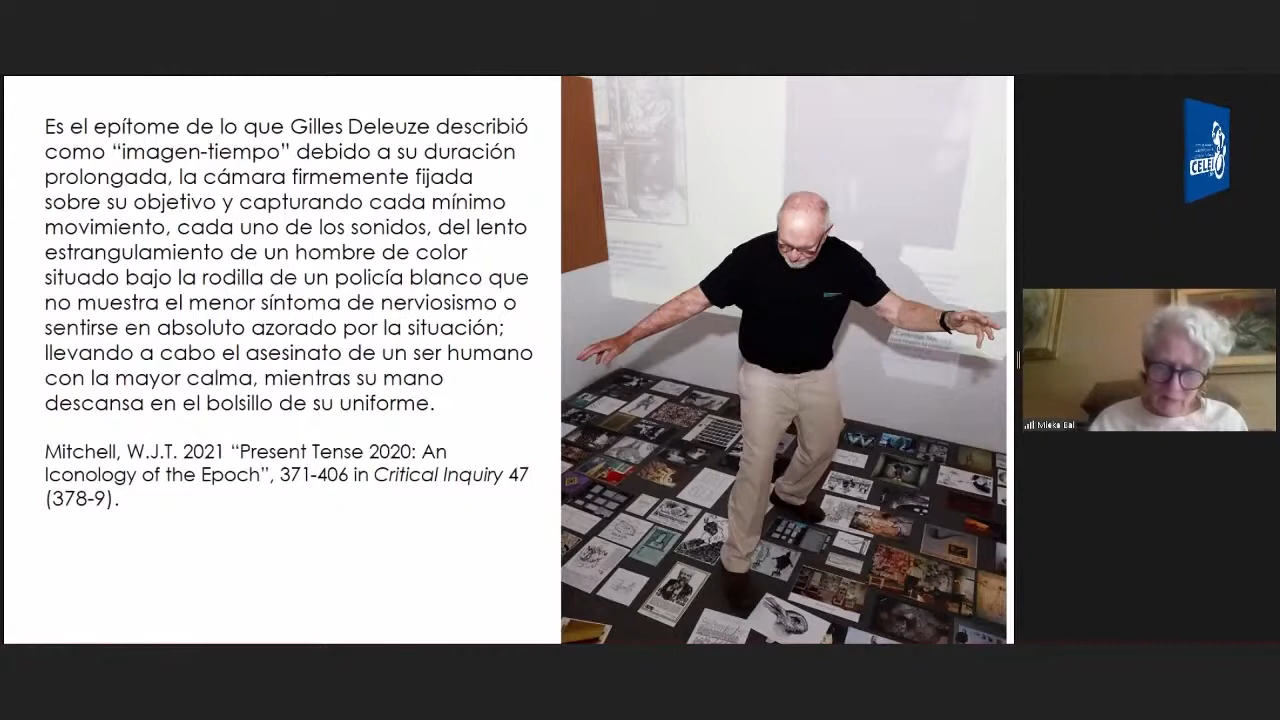 Es el epítome de lo que Gilles Deleuze describió
como “imagen-tiempo” debido a su duración
prolongada, la cámara firmemente fijada
sobre su objetivo y capturando cada mínimo
movimiento, cada uno de los sonidos, del lento
estrangulamiento de un hombre de color
situado bajo la rodilla de un policía blanco que
no muestra el menor síntoma de nerviosismo o
sentirse en absoluto azorado por la situación;
llevando a cabo el asesinato de un ser humano
con la mayor calma, mientras su mano
descansa en el bolsillo de su uniforme.
Mitchell, W.J.T. 2021 “Present Tense 2020: An
Iconology of the Epoch”, 371-406 in Critical Inquiry 47
(378-9).
CELEI
Mieke Bal